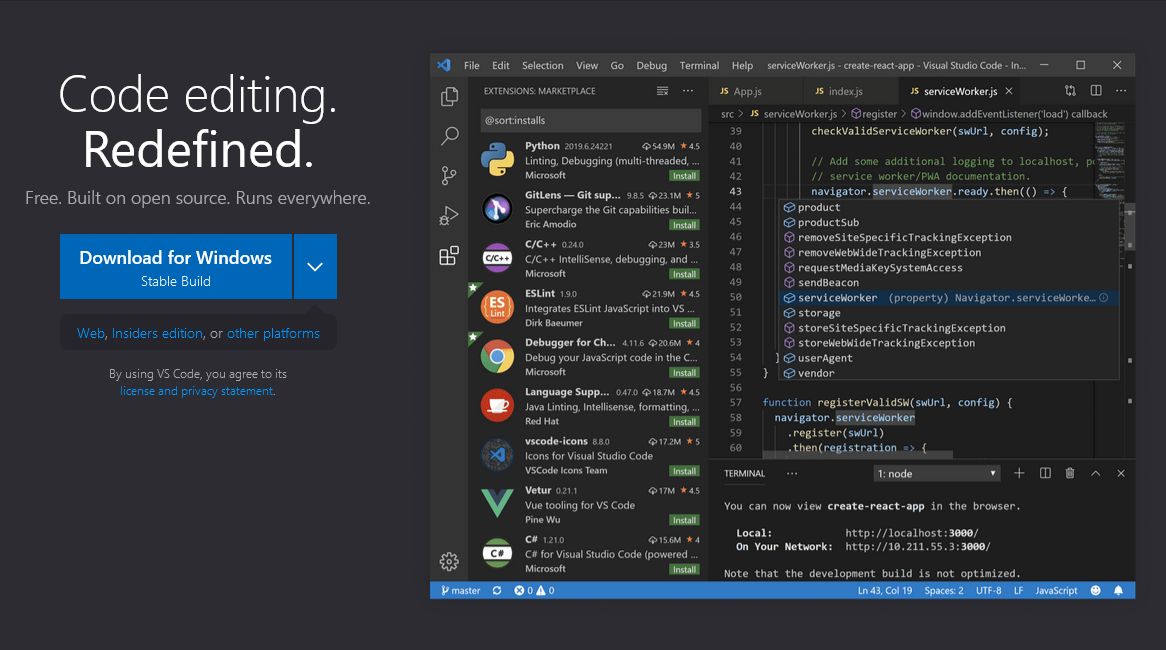 Code editing.
Redefined.
Free. Built on open source. Runs everywhere.
Download for Windows
Stable Build
Web, Insiders edition, or other platforms
By using VS Code, you agree to its
license and privacy statement.
File Edit Selection View Go Debug Terminal Help serviceWorker.js - create-react-app - Visual Studio Code - In...
EXTENSIONS: MARKETPLACE
@sort:installs
Python 2019.6.24221 54.9M 4.5
Linting, Debugging (multi-threaded, ...
Microsoft Install
GitLens — Git sup... 9.8.5 23.1M 5
Supercharge the Git capabilities buil...
Eric Amodio Install
C/C++ 0.24.0 23M 3.5
C/C++ IntelliSense, debugging, and ...
Microsoft Install
ESLint 1.9.0 21.9M 4.5
Integrates ESLint JavaScript into VS ...
Dirk Baeumer Install
Debugger for Ch... 4.11.6 20.6M 4
Debug your JavaScript code in the C...
Microsoft Install
Language Supp... 0.47.0 18.7M 4.5
Java Linting, Intellisense, formatting, ...
Red Hat Install
vscode-icons 8.8.0 17.2M 5
Icons for Visual Studio Code
VSCode Icons Team Install
Vetur 0.21.1 17M 4.5
Vue tooling for VS Code
Pine Wu Install
C# 1.21.0 15.6M 4
C# for Visual Studio Code (powered ...
Microsoft Install
C/C++
ES
Lint
C#
JS App.js JS index.js JS serviceWorker.js
src > JS serviceWorker.js > register > window.addEventListener('load') callback
39 checkValidServiceWorker(swUrl, config);
40
41 // Add some additional logging to localhost, po
42 // service worker/PWA documentation.
43 navigator.serviceWorker.ready.then(() => {
44 product
45 productSub
46 removeSiteSpecificTrackingException
47 removeWebWideTrackingException
48 requestMediaKeySystemAccess
49 sendBeacon
50 serviceWorker (property) Navigator.serviceWorke...
51 storage
52 storeSiteSpecificTrackingException
53 storeWebWideTrackingException
54 } userAgent
55 } vendor
56
57 function registerValidSW(swUrl, config) {
58 navigator.serviceWorker
59 .register(swUrl)
60 .then(registration => {
TERMINAL ... 1: node
You can now view create-react-app in the browser.
Local: http://localhost:3000/
On Your Network: http://10.211.55.3:3000/
Note that the development build is not optimized.
master 0 0 Ln 43, Col 19 Spaces: 2 UTF-8 LF JavaScript